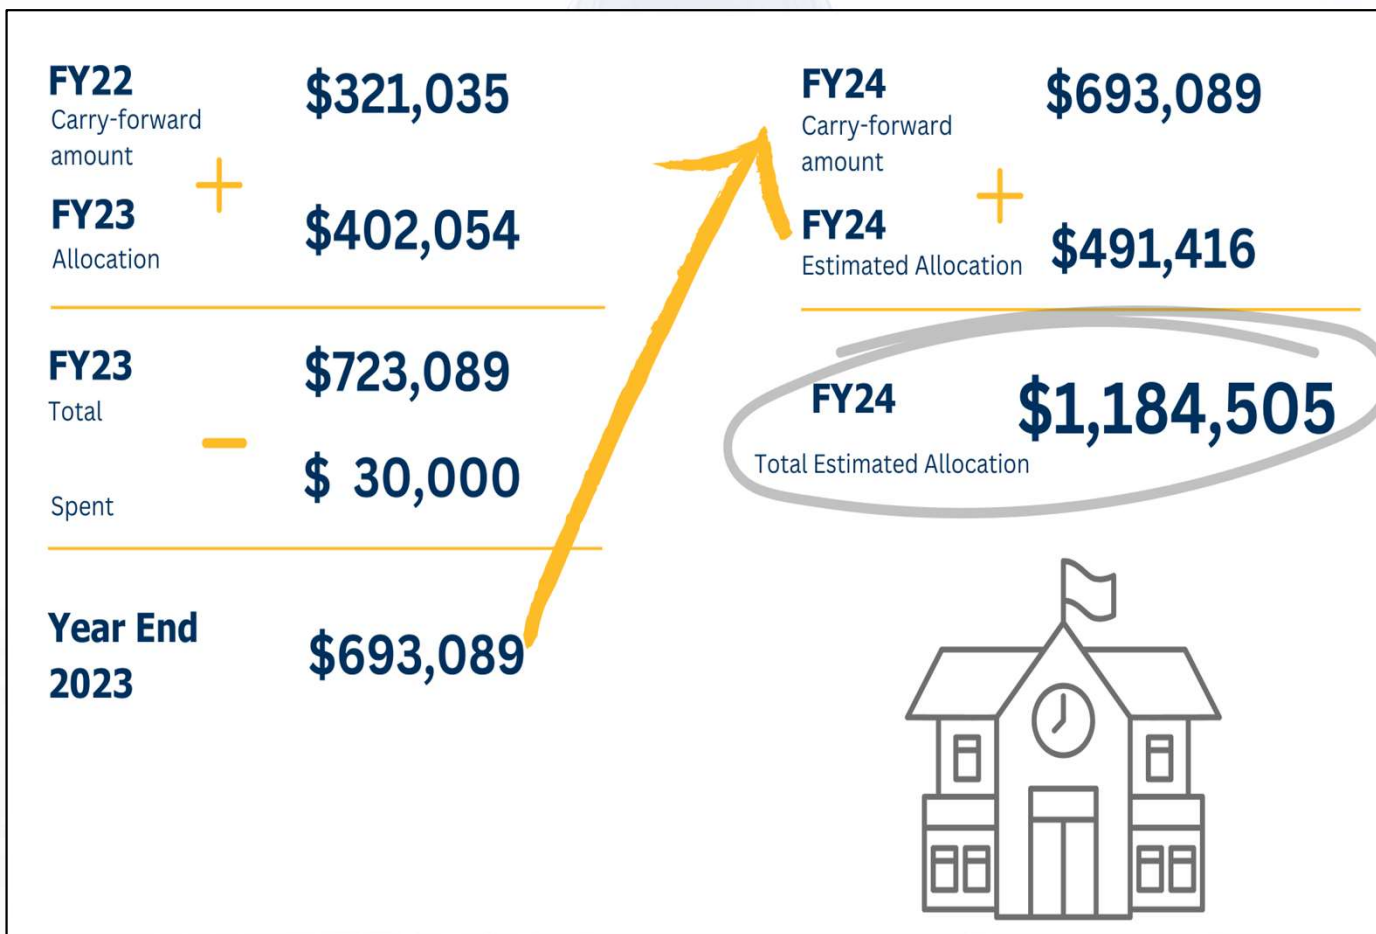 FY22
$321,035
Carry-forward
amount
+
FY23
$402,054
Allocation
FY23
$723,089
Total
-
$ 30,000
Spent
Year End
2023
$693,089
FY24
$693,089
Carry-forward
amount
+
FY24
$491,416
Estimated Allocation
FY24
$1,184,505
Total Estimated Allocation